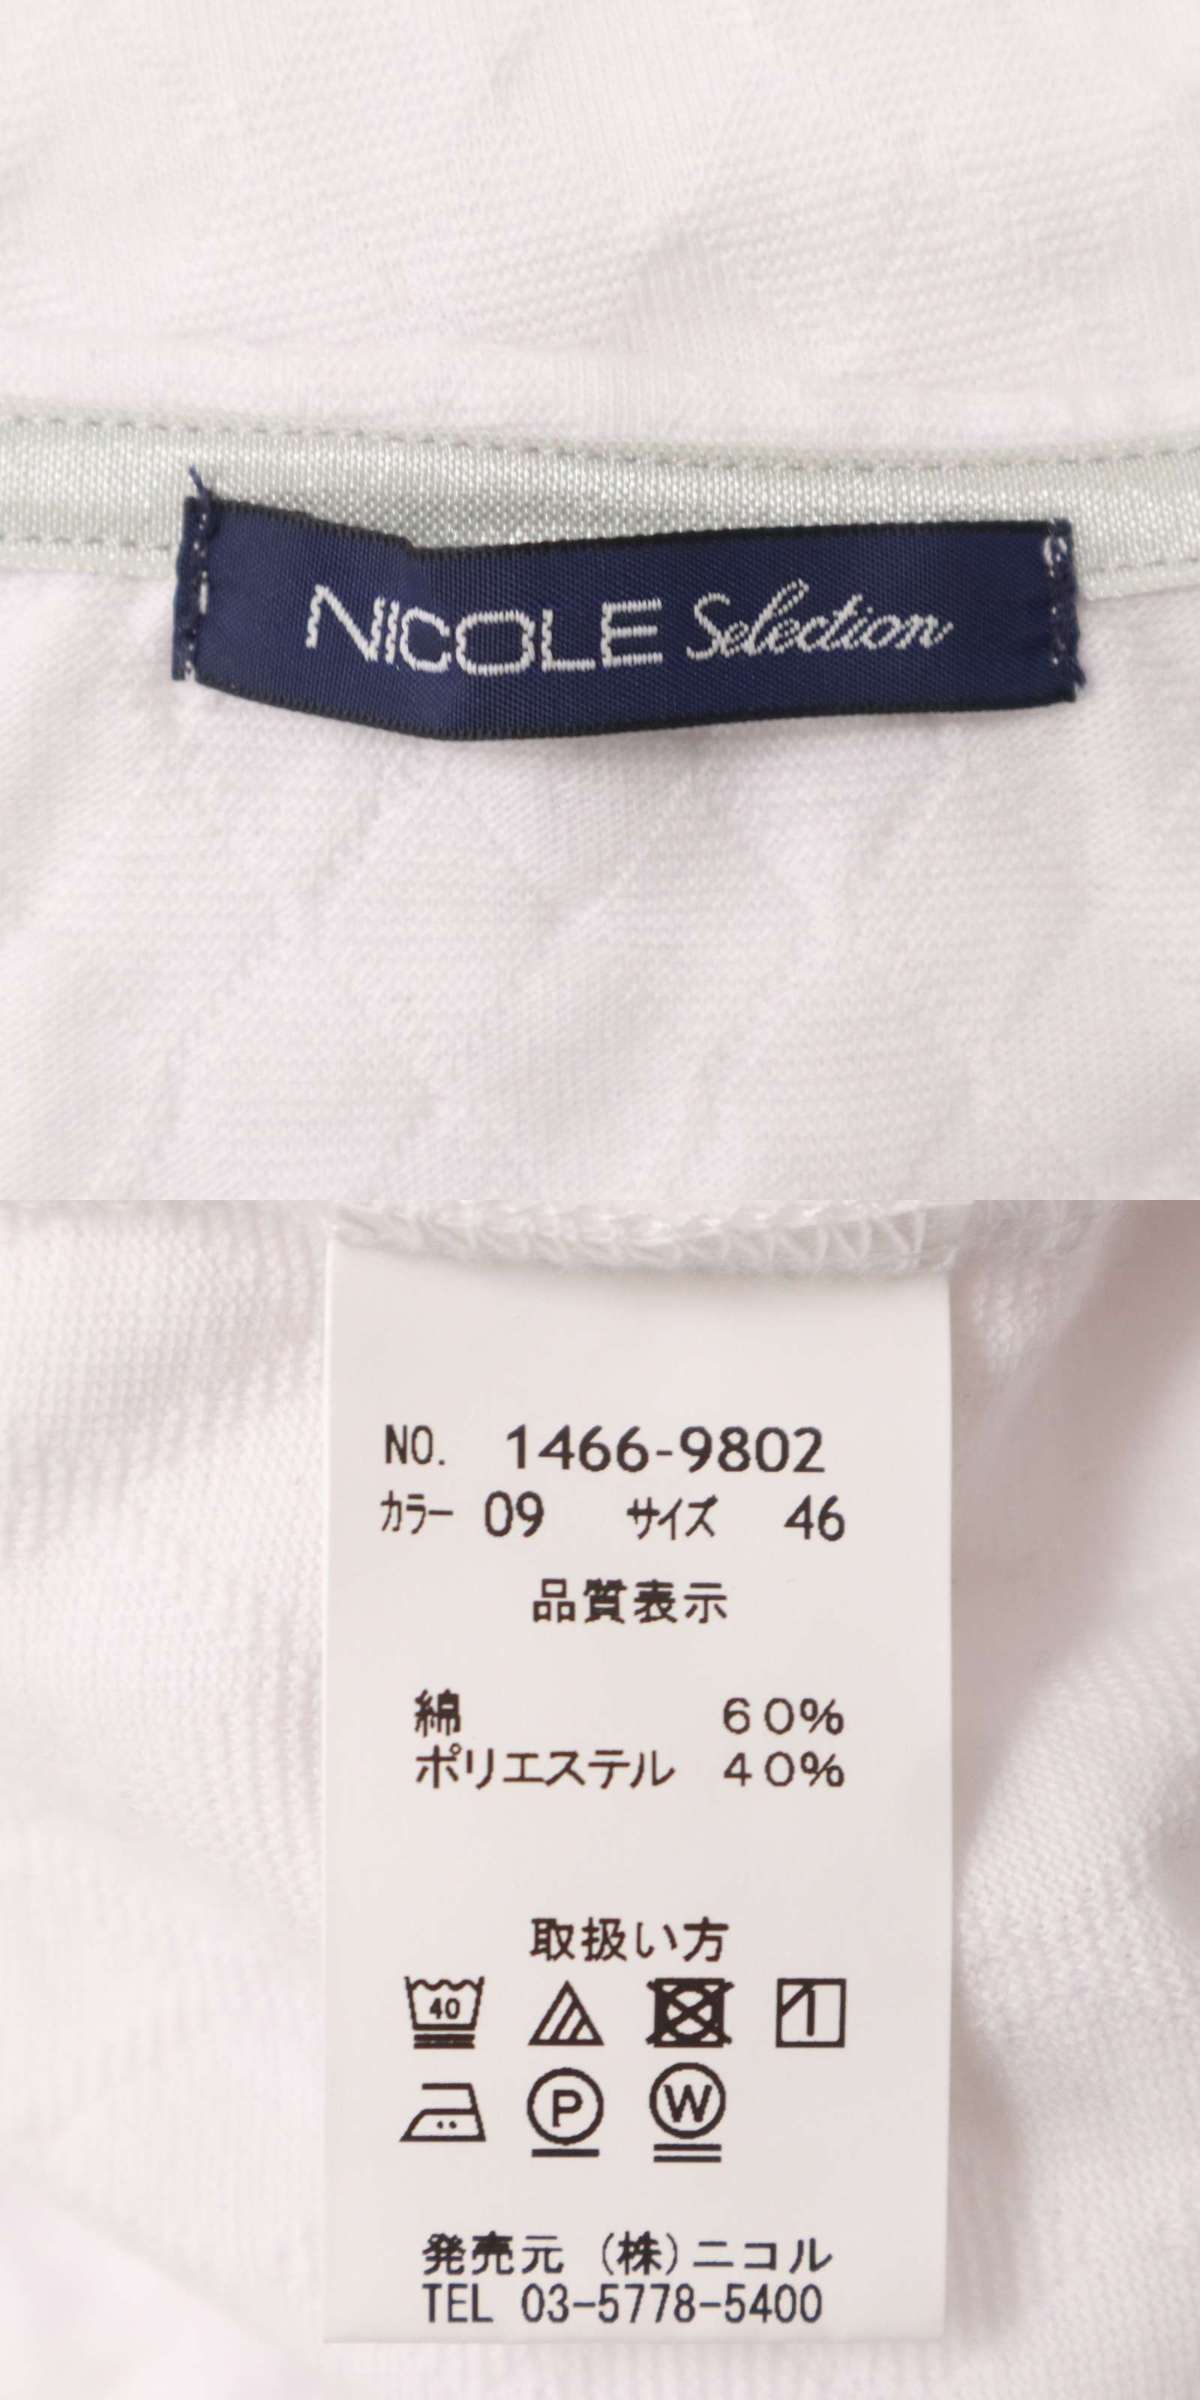 NICOLE Selection
NO. 1466-9802
カラー 09 サイズ 46
品質表示
綿 60%
ポリエステル 40%
取扱い方
40
P W
発売元 (株)ニコル
TEL 03-5778-5400